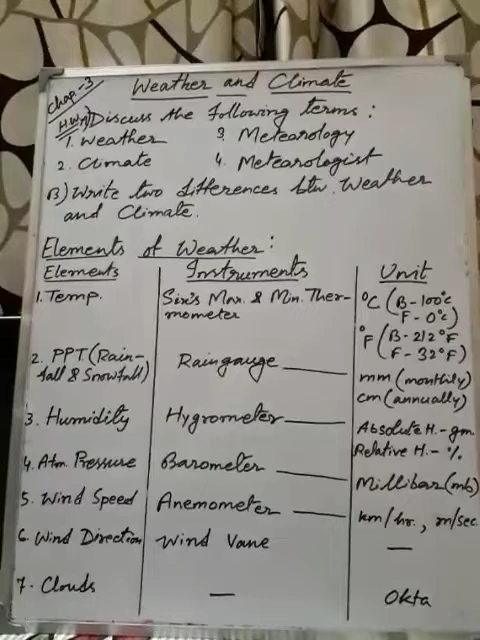 Chap.-3
Weather and Climate
H.W. A) Discuss the following terms:
1. Weather 3. Meteorology
2. Climate 4. Meteorologist
B) Write two differences btw. Weather
and Climate.
Elements of Weather:
Elements Instruments Unit
1. Temp. Six's Max. & Min. Ther-
mometer
°C (B-100°c
F-0°c)
°F (B-212°F
F-32°F)
2. PPT (Rain-
fall & Snowfall) Raingauge
mm (monthly)
cm (annually)
3. Humidity Hygrometer
Absolute H.- gm.
Relative H.- %
4. Atm. Pressure Barometer Millibar (mb)
5. Wind Speed Anemometer km/hr., m/sec
6. Wind Direction Wind Vane —
7. Clouds — Okta